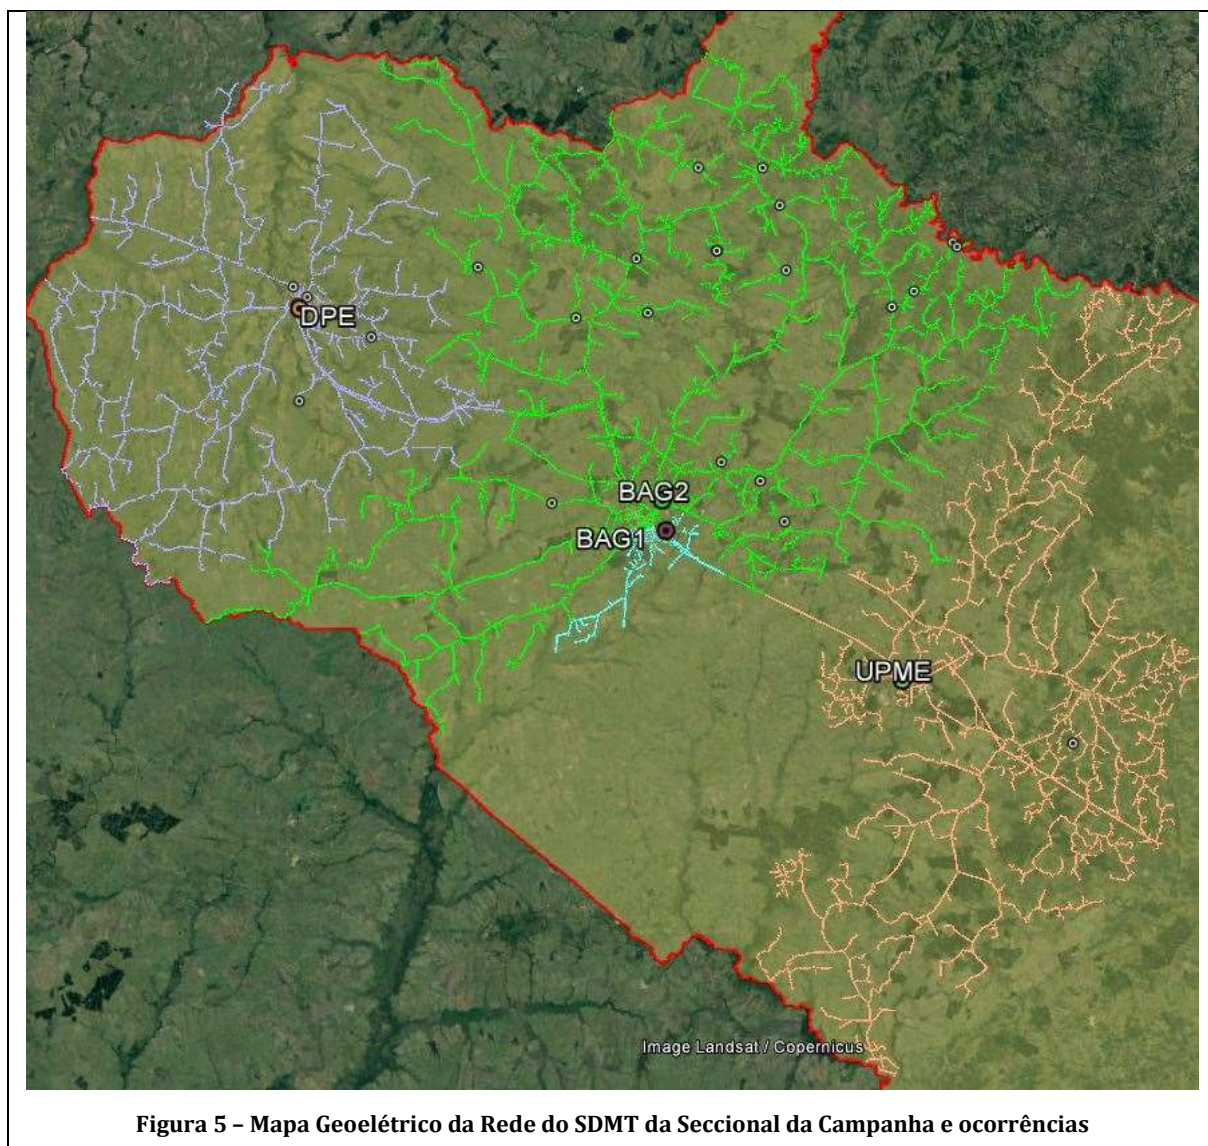 DPE
BAG2
BAG1
UPME
Image Landsat / Copernicus
Figura 5 – Mapa Geoelétrico da Rede do SDMT da Seccional da Campanha e ocorrências